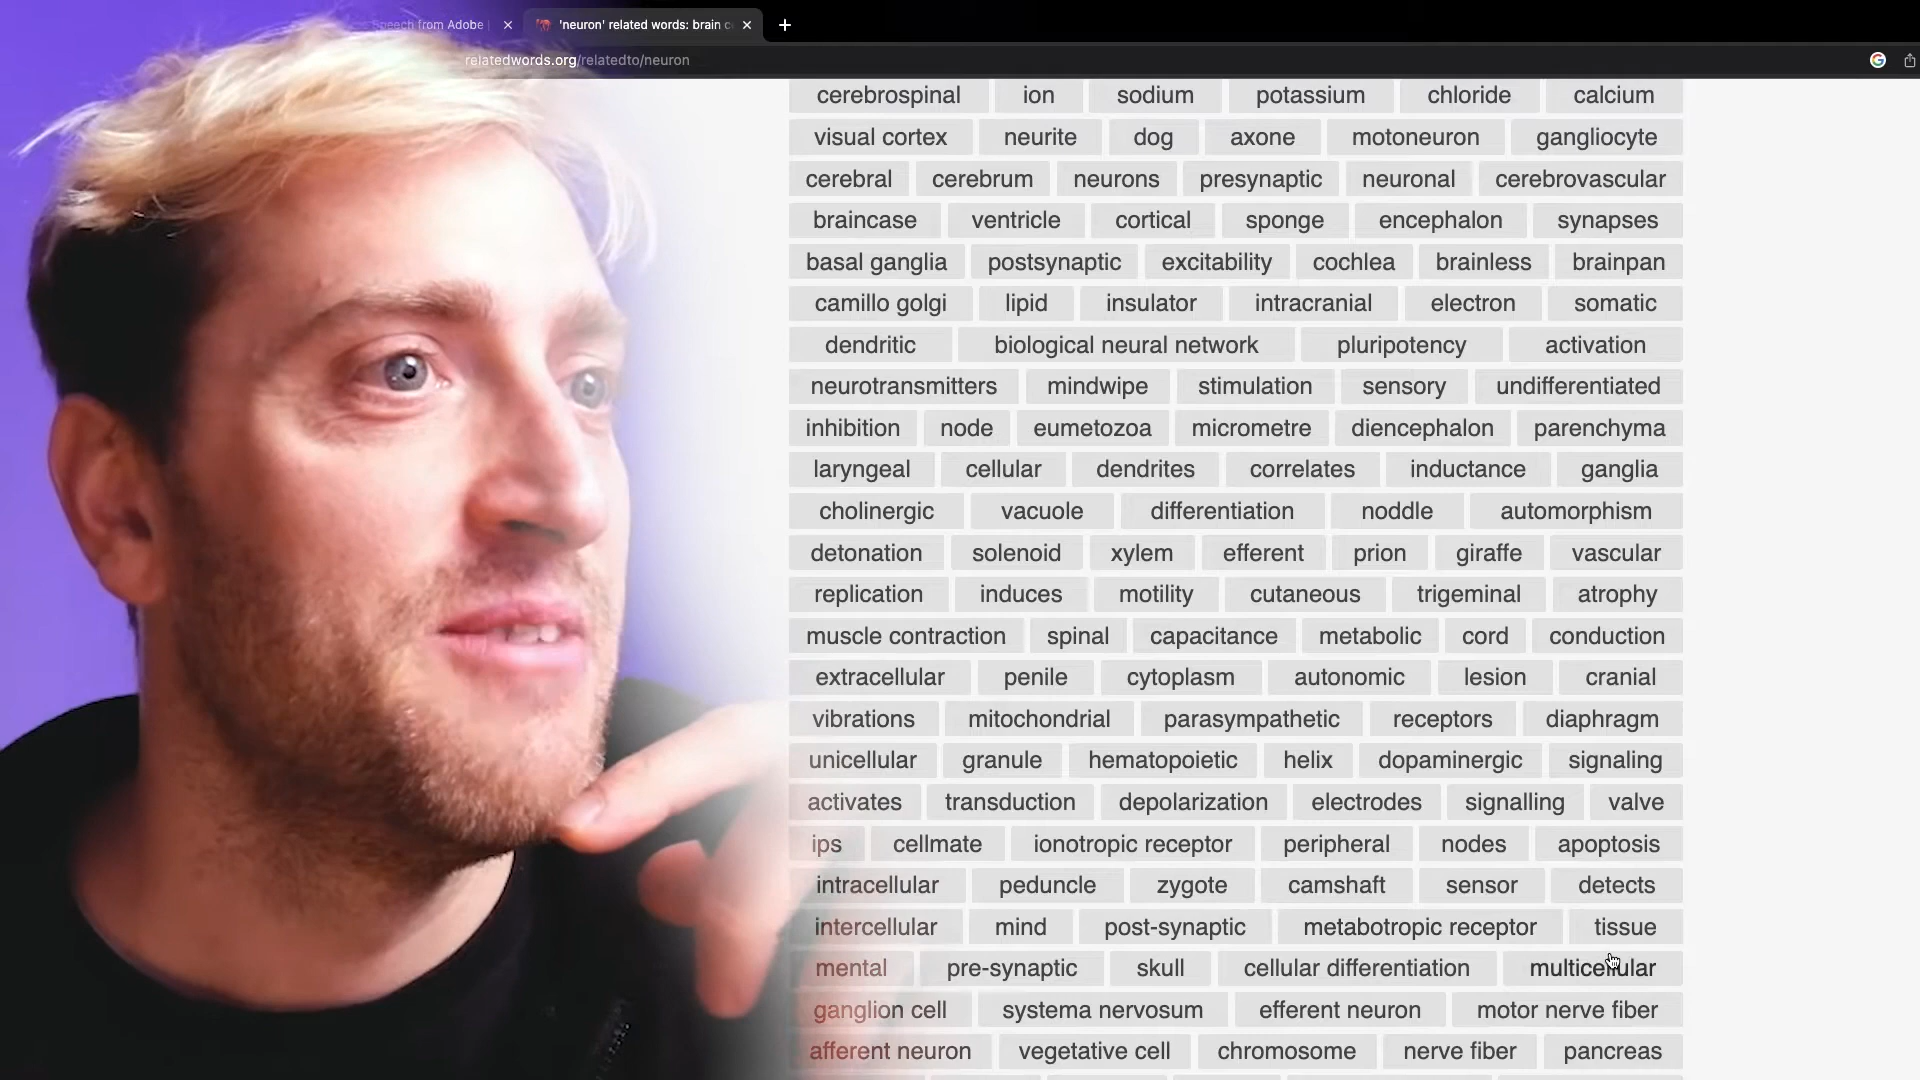 Speech from Adobe
'neuron' related words: brain c
relatedwords.org/relatedto/neuron
cerebrospinal ion sodium potassium chloride calcium
visual cortex neurite dog axone motoneuron gangliocyte
cerebral cerebrum neurons presynaptic neuronal cerebrovascular
braincase ventricle cortical sponge encephalon synapses
basal ganglia postsynaptic excitability cochlea brainless brainpan
camillo golgi lipid insulator intracranial electron somatic
dendritic biological neural network pluripotency activation
neurotransmitters mindwipe stimulation sensory undifferentiated
inhibition node eumetozoa micrometre diencephalon parenchyma
laryngeal cellular dendrites correlates inductance ganglia
cholinergic vacuole differentiation noddle automorphism
detonation solenoid xylem efferent prion giraffe vascular
replication induces motility cutaneous trigeminal atrophy
muscle contraction spinal capacitance metabolic cord conduction
extracellular penile cytoplasm autonomic lesion cranial
vibrations mitochondrial parasympathetic receptors diaphragm
unicellular granule hematopoietic helix dopaminergic signaling
activates transduction depolarization electrodes signalling valve
ips cellmate ionotropic receptor peripheral nodes apoptosis
intracellular peduncle zygote camshaft sensor detects
intercellular mind post-synaptic metabotropic receptor tissue
mental pre-synaptic skull cellular differentiation multicellular
ganglion cell systema nervosum efferent neuron motor nerve fiber
afferent neuron vegetative cell chromosome nerve fiber pancreas